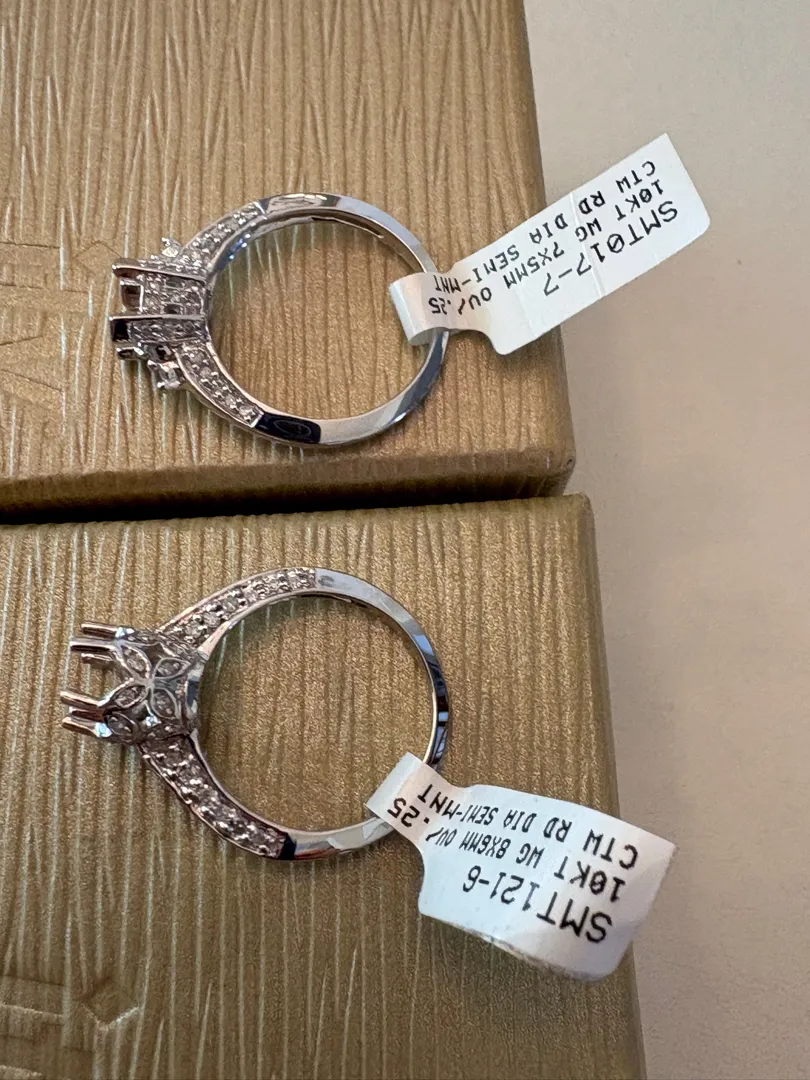 SMT017-7
10KT WG 7X5MM OV/.25
CTW RD DIA SEMI-MNT
SMT121-6
10KT WG 8X6MM OV/.25
CTW RD DIA SEMI-MNT